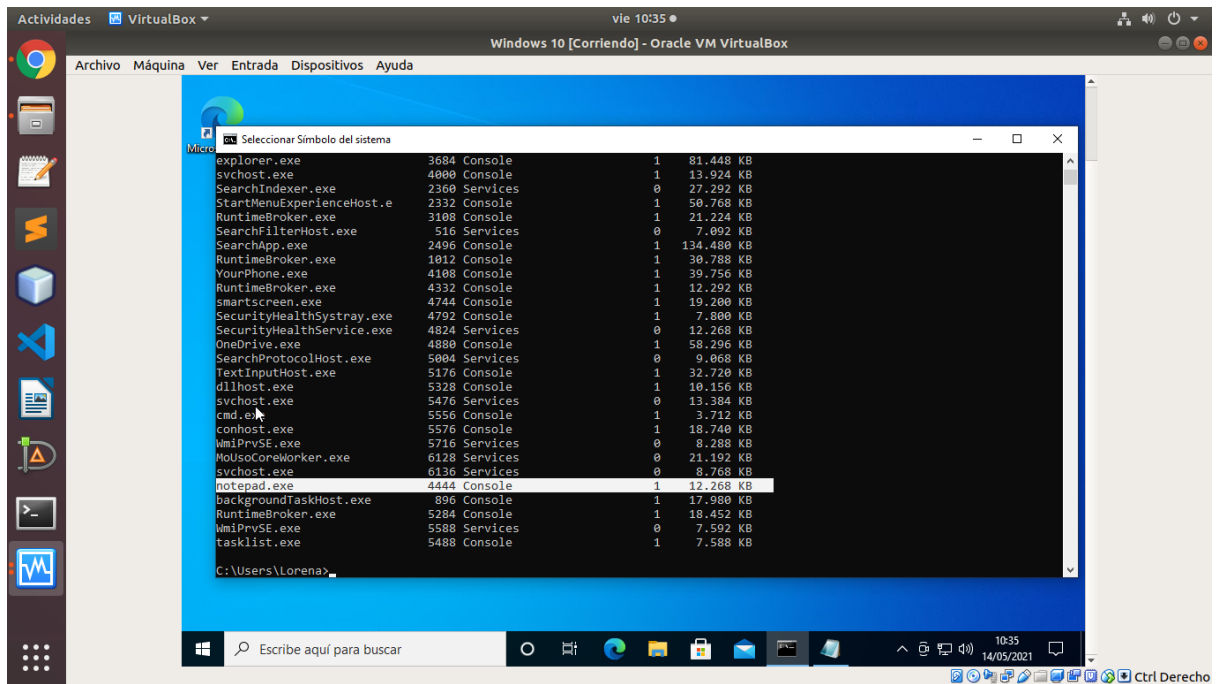 Actividades VirtualBox vie 10:35
Windows 10 [Corriendo] - Oracle VM VirtualBox
Archivo Máquina Ver Entrada Dispositivos Ayuda
Seleccionar Símbolo del sistema
explorer.exe 3684 Console 1 81.448 KB
svchost.exe 4000 Console 1 13.924 KB
SearchIndexer.exe 2360 Services 0 27.292 KB
StartMenuExperienceHost.e 2332 Console 1 50.768 KB
RuntimeBroker.exe 3108 Console 1 21.224 KB
SearchFilterHost.exe 516 Services 0 7.092 KB
SearchApp.exe 2496 Console 1 134.480 KB
RuntimeBroker.exe 1012 Console 1 30.788 KB
YourPhone.exe 4108 Console 1 39.756 KB
RuntimeBroker.exe 4332 Console 1 12.292 KB
smartscreen.exe 4744 Console 1 19.200 KB
SecurityHealthSystray.exe 4792 Console 1 7.800 KB
SecurityHealthService.exe 4824 Services 0 12.268 KB
OneDrive.exe 4880 Console 1 58.296 KB
SearchProtocolHost.exe 5004 Services 0 9.068 KB
TextInputHost.exe 5176 Console 1 32.720 KB
dllhost.exe 5328 Console 1 10.156 KB
svchost.exe 5476 Services 0 13.384 KB
cmd.exe 5556 Console 1 3.712 KB
conhost.exe 5576 Console 1 18.740 KB
WmiPrvSE.exe 5716 Services 0 8.288 KB
MoUsoCoreWorker.exe 6128 Services 0 21.192 KB
svchost.exe 6136 Services 0 8.768 KB
notepad.exe 4444 Console 1 12.268 KB
backgroundTaskHost.exe 896 Console 1 17.980 KB
RuntimeBroker.exe 5284 Console 1 18.452 KB
WmiPrvSE.exe 5588 Services 0 7.592 KB
tasklist.exe 5488 Console 1 7.588 KB
C:\Users\Lorena>
Escribe aquí para buscar
10:35
14/05/2021
Ctrl Derecho